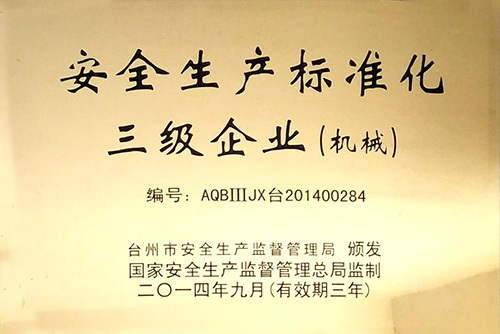 安全生产标准化
三级企业(机械)
编号：AQBⅢJX台201400284
台州市安全生产监督管理局 颁发
国家安全生产监督管理总局监制
二〇一四年九月(有效期三年)